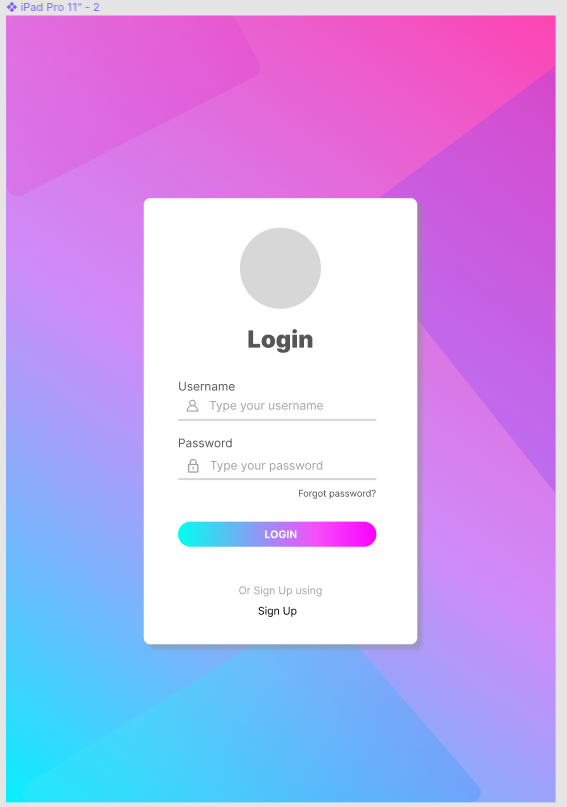 iPad Pro 11" - 2
Login
Username
Type your username
Password
Type your password
Forgot password?
LOGIN
Or Sign Up using
Sign Up